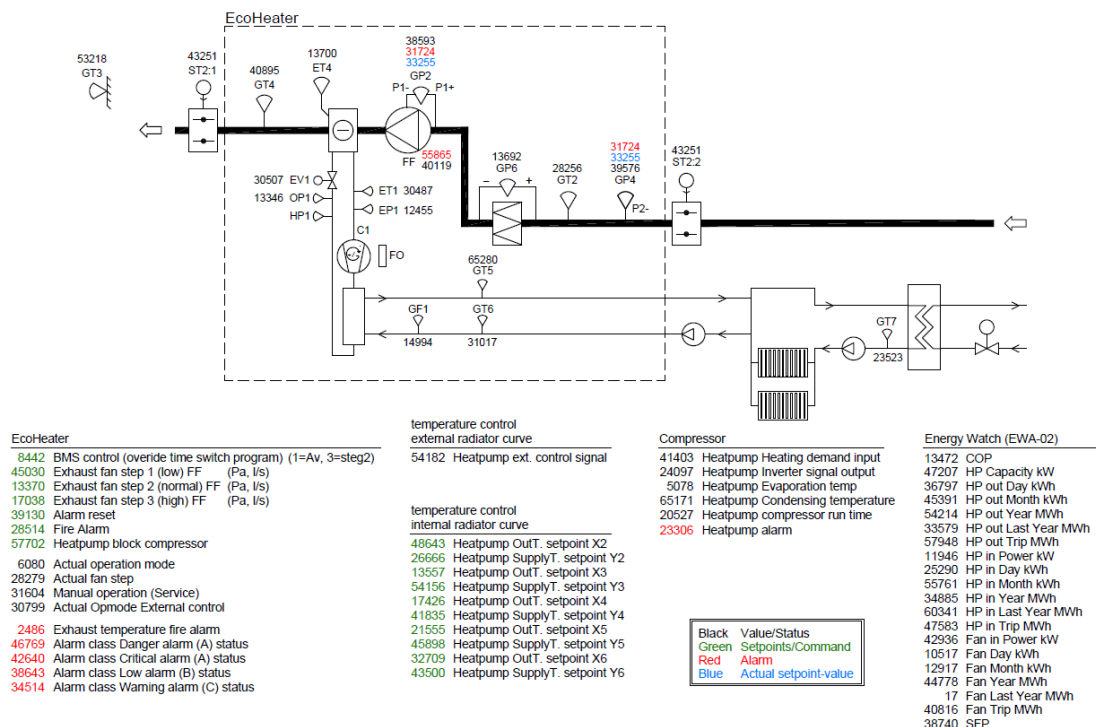 EcoHeater
53218
GT3
43251
ST2:1
40895
GT4
13700
ET4
38593
31724
33255
GP2
P1-
P1+
FF
55865
40119
13692
GP6
−
+
28256
GT2
31724
33255
39576
GP4
P2-
43251
ST2:2
30507 EV1
13346 OP1
HP1
ET1 30487
EP1 12455
C1
FO
65280
GT5
GF1
14994
GT6
31017
GT7
23523
EcoHeater
8442 BMS control (overide time switch program) (1=Av, 3=steg2)
45030 Exhaust fan step 1 (low) FF (Pa, l/s)
13370 Exhaust fan step 2 (normal) FF (Pa, l/s)
17038 Exhaust fan step 3 (high) FF (Pa, l/s)
39130 Alarm reset
28514 Fire Alarm
57702 Heatpump block compressor
6080 Actual operation mode
28279 Actual fan step
31604 Manual operation (Service)
30799 Actual Opmode External control
2486 Exhaust temperature fire alarm
46769 Alarm class Danger alarm (A) status
42640 Alarm class Critical alarm (A) status
38643 Alarm class Low alarm (B) status
34514 Alarm class Warning alarm (C) status
temperature control
external radiator curve
54182 Heatpump ext. control signal
temperature control
internal radiator curve
48643 Heatpump OutT. setpoint X2
26666 Heatpump SupplyT. setpoint Y2
13557 Heatpump OutT. setpoint X3
54156 Heatpump SupplyT. setpoint Y3
17426 Heatpump OutT. setpoint X4
41835 Heatpump SupplyT. setpoint Y4
21555 Heatpump OutT. setpoint X5
45898 Heatpump SupplyT. setpoint Y5
32709 Heatpump OutT. setpoint X6
43500 Heatpump SupplyT. setpoint Y6
Compressor
41403 Heatpump Heating demand input
24097 Heatpump Inverter signal output
5078 Heatpump Evaporation temp
65171 Heatpump Condensing temperature
20527 Heatpump compressor run time
23306 Heatpump alarm
Black Value/Status
Green Setpoints/Command
Red Alarm
Blue Actual setpoint-value
Energy Watch (EWA-02)
13472 COP
47207 HP Capacity kW
36797 HP out Day kWh
45391 HP out Month kWh
54214 HP out Year MWh
33579 HP out Last Year MWh
57948 HP out Trip MWh
11946 HP in Power kW
25290 HP in Day kWh
55761 HP in Month kWh
34885 HP in Year MWh
60341 HP in Last Year MWh
47583 HP in Trip MWh
42936 Fan in Power kW
10517 Fan Day kWh
12917 Fan Month kWh
44778 Fan Year MWh
17 Fan Last Year MWh
40816 Fan Trip MWh
38740 SFP